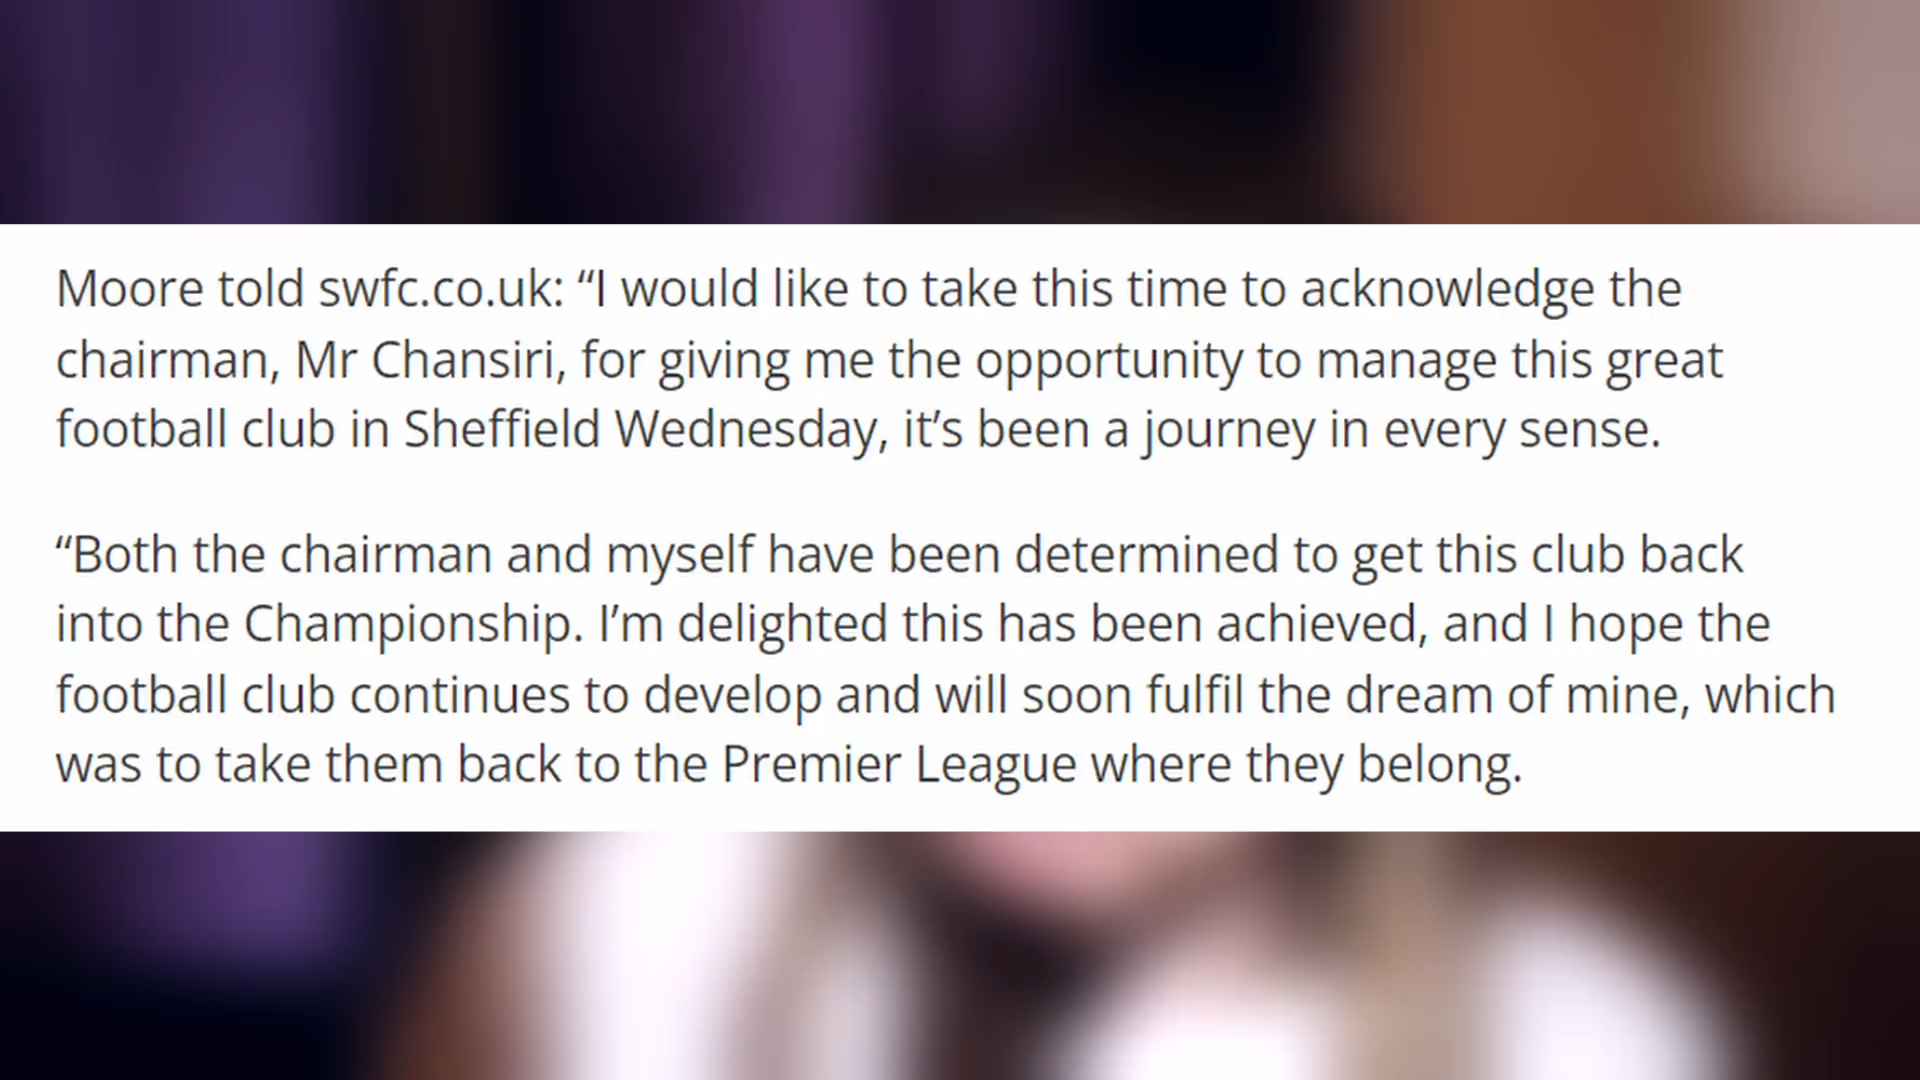 Moore told swfc.co.uk: “I would like to take this time to acknowledge the
chairman, Mr Chansiri, for giving me the opportunity to manage this great
football club in Sheffield Wednesday, it’s been a journey in every sense.
“Both the chairman and myself have been determined to get this club back
into the Championship. I’m delighted this has been achieved, and I hope the
football club continues to develop and will soon fulfil the dream of mine, which
was to take them back to the Premier League where they belong.